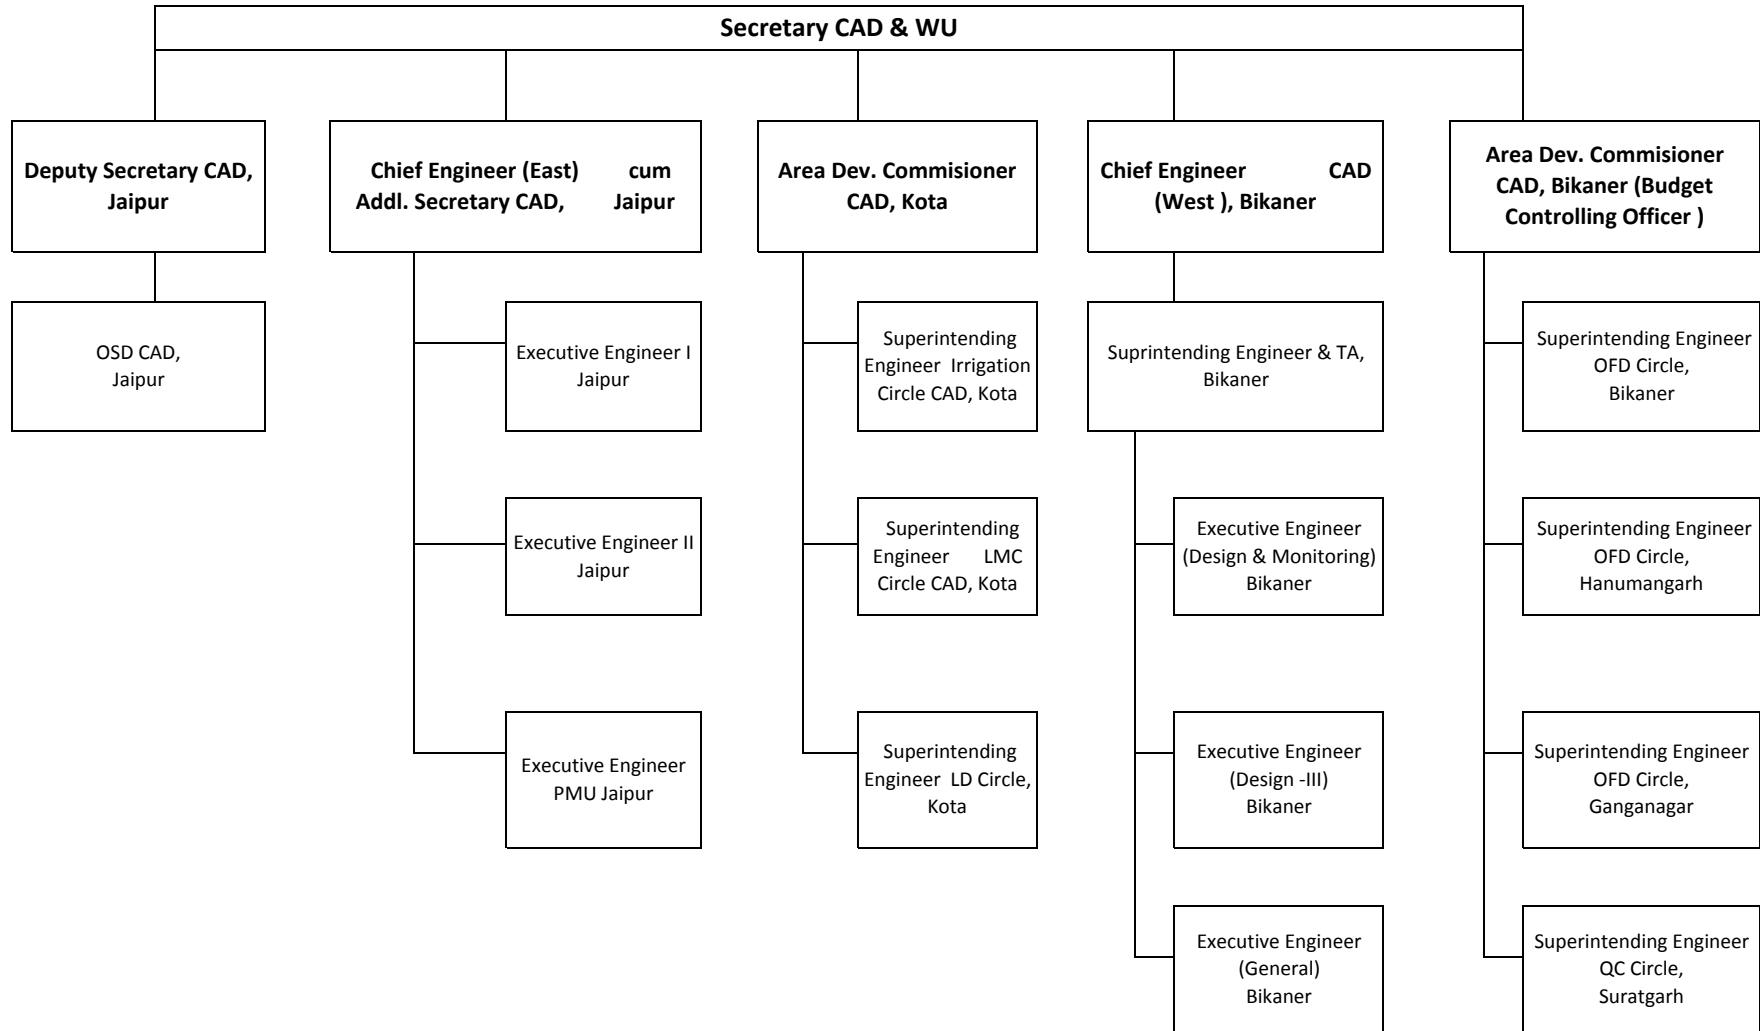 Secretary CAD & WU
Deputy Secretary CAD,
Jaipur
Chief Engineer (East) cum
Addl. Secretary CAD, Jaipur
Area Dev. Commisioner
CAD, Kota
Chief Engineer CAD
(West ), Bikaner
Area Dev. Commisioner
CAD, Bikaner (Budget
Controlling Officer )
OSD CAD,
Jaipur
Executive Engineer I
Jaipur
Superintending
Engineer Irrigation
Circle CAD, Kota
Suprintending Engineer & TA,
Bikaner
Superintending Engineer
OFD Circle,
Bikaner
Executive Engineer II
Jaipur
Superintending
Engineer LMC
Circle CAD, Kota
Executive Engineer
(Design & Monitoring)
Bikaner
Superintending Engineer
OFD Circle,
Hanumangarh
Executive Engineer
PMU Jaipur
Superintending
Engineer LD Circle,
Kota
Executive Engineer
(Design -III)
Bikaner
Superintending Engineer
OFD Circle,
Ganganagar
Executive Engineer
(General)
Bikaner
Superintending Engineer
QC Circle,
Suratgarh